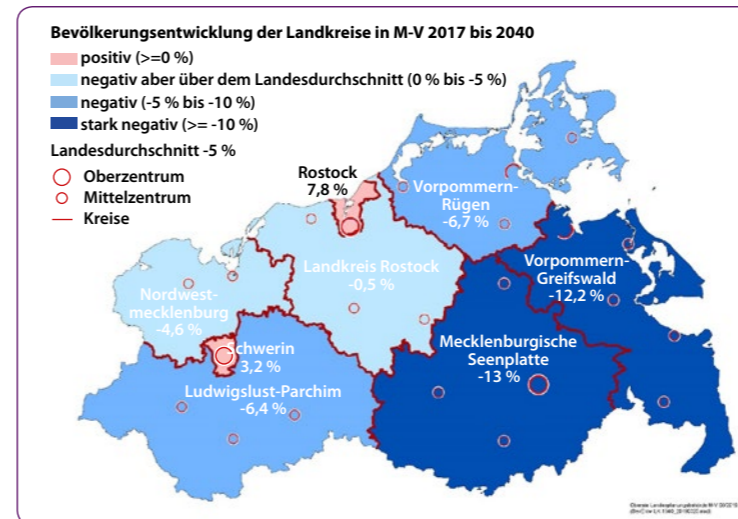 Bevölkerungsentwicklung der Landkreise in M-V 2017 bis 2040
positiv (>=0 %)
negativ aber über dem Landesdurchschnitt (0 % bis -5 %)
negativ (-5 % bis -10 %)
stark negativ (>= -10 %)
Landesdurchschnitt -5 %
Oberzentrum
Mittelzentrum
Kreise
Rostock
7,8 %
Vorpommern-
Rügen
-6,7 %
Landkreis Rostock
-0,5 %
Vorpommern-
Greifswald
-12,2 %
Nordwest-
mecklenburg
-4,6 %
Schwerin
3,2 %
Mecklenburgische
Seenplatte
-13 %
Ludwigslust-Parchim
-6,4 %